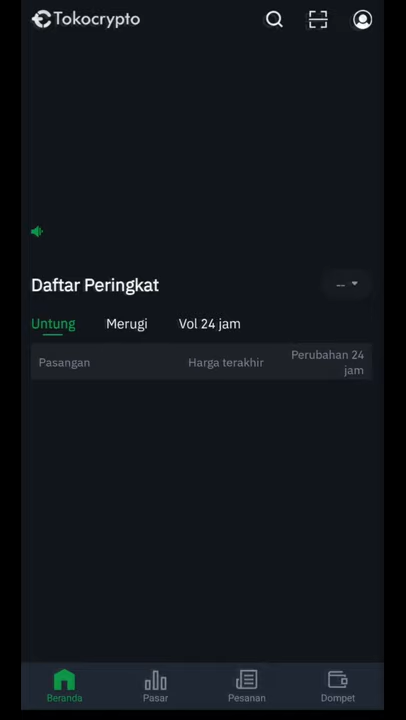 Tokocrypto
Daftar Peringkat
--
Untung Merugi Vol 24 jam
Pasangan Harga terakhir Perubahan 24 jam
Beranda Pasar Pesanan Dompet